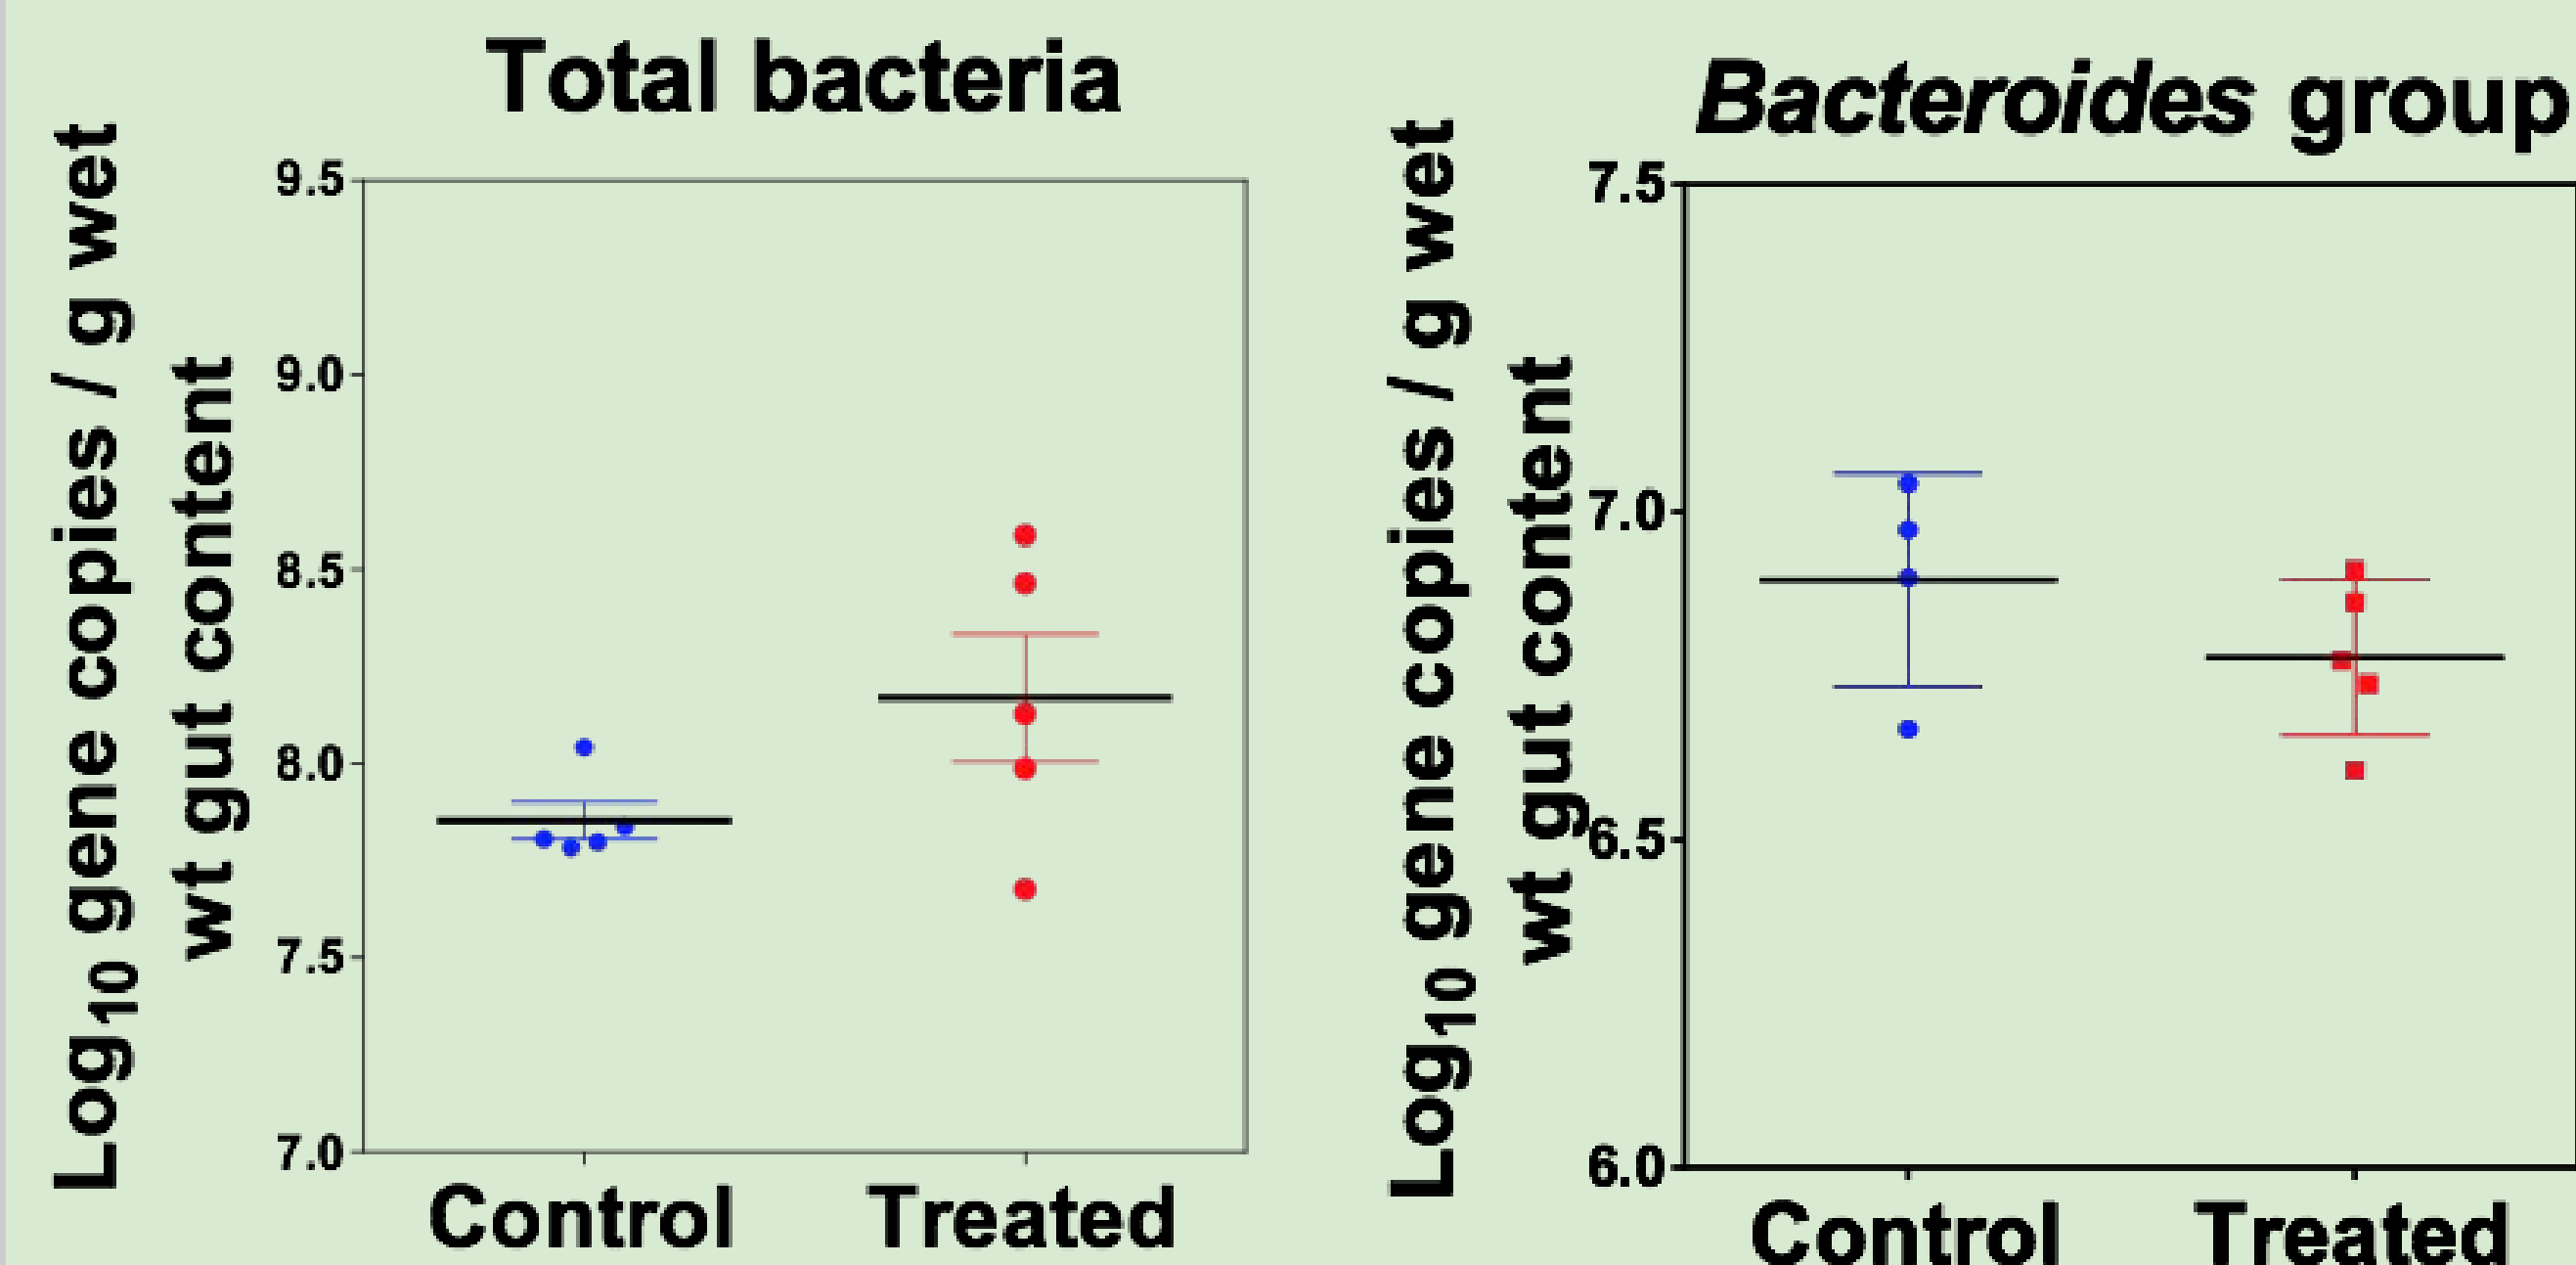 Total bacteria
Log10 gene copies / g wet
wt gut content
9.5
9.0
8.5
8.0
7.5
7.0
Control
Treated
Bacteroides group
Log10 gene copies / g wet
wt gut content
7.5
7.0
6.5
6.0
Control
Treated